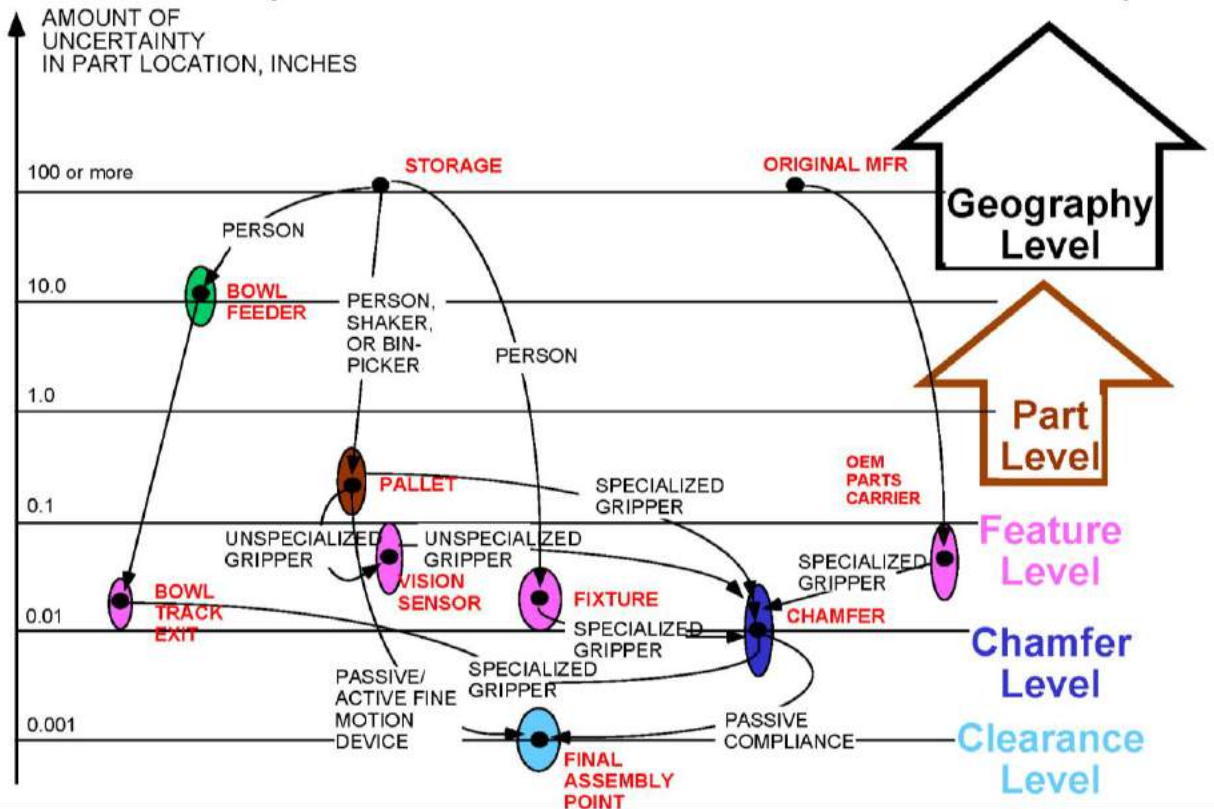 AMOUNT OF
UNCERTAINTY
IN PART LOCATION, INCHES
100 or more
STORAGE
ORIGINAL MFR
Geography
Level
PERSON
10.0
BOWL
FEEDER
PERSON,
SHAKER,
OR BIN-
PICKER
PERSON
1.0
Part
Level
OEM
PARTS
CARRIER
PALLET
SPECIALIZED
GRIPPER
0.1
Feature
Level
UNSPECIALIZED
GRIPPER
UNSPECIALIZED
GRIPPER
SPECIALIZED
GRIPPER
VISION
SENSOR
BOWL
TRACK
EXIT
FIXTURE
CHAMFER
0.01
SPECIALIZED
GRIPPER
Chamfer
Level
SPECIALIZED
GRIPPER
PASSIVE/
ACTIVE FINE
MOTION
DEVICE
0.001
PASSIVE
COMPLIANCE
Clearance
Level
FINAL
ASSEMBLY
POINT